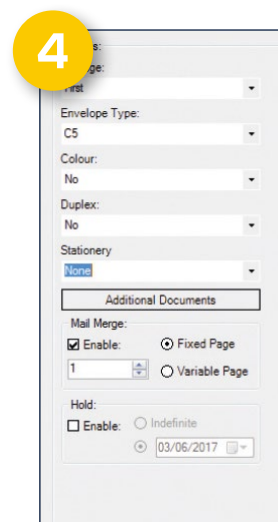 4
First
Envelope Type:
C5
Colour:
No
Duplex:
No
Stationery
None
Additional Documents
Mail Merge:
Enable: Fixed Page
1 Variable Page
Hold:
Enable: Indefinite
03/06/2017